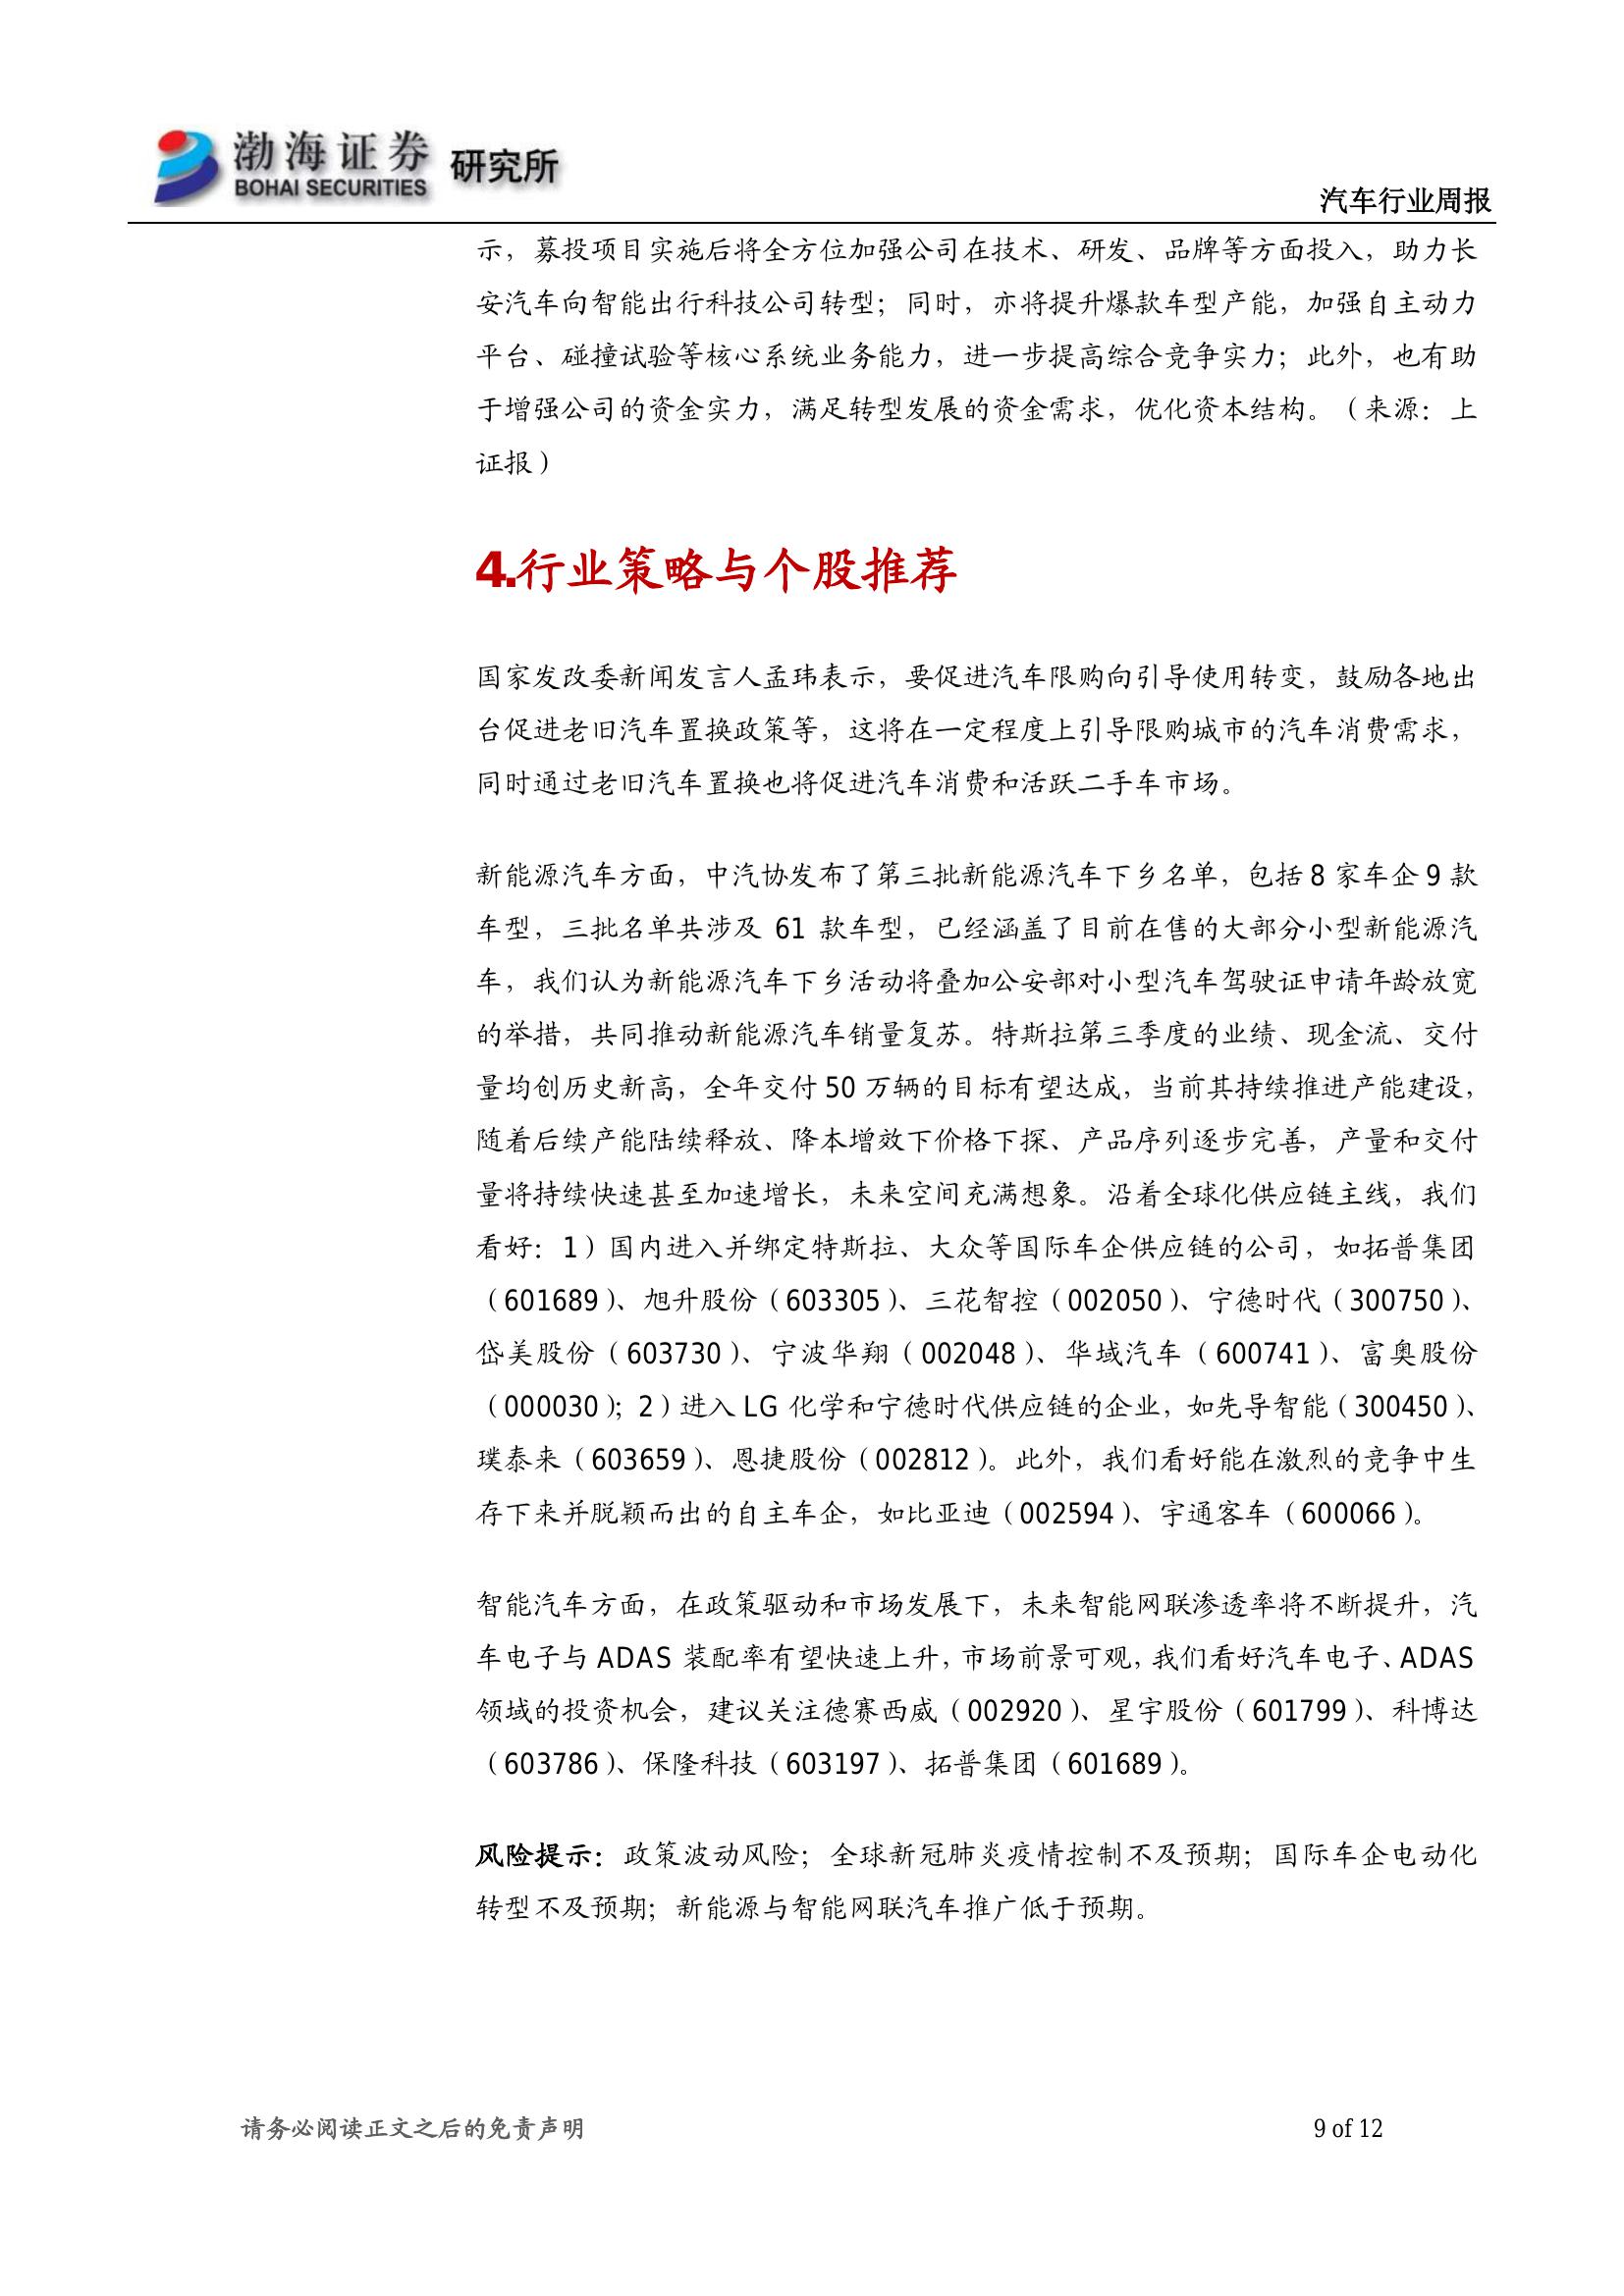 渤海证券 研究所
BOHAI SECURITIES
汽车行业周报
示，募投项目实施后将全方位加强公司在技术、研发、品牌等方面投入，助力长
安汽车向智能出行科技公司转型；同时，亦将提升爆款车型产能，加强自主动力
平台、碰撞试验等核心系统业务能力，进一步提高综合竞争实力；此外，也有助
于增强公司的资金实力，满足转型发展的资金需求，优化资本结构。（来源：上
证报）
4.行业策略与个股推荐
国家发改委新闻发言人孟玮表示，要促进汽车限购向引导使用转变，鼓励各地出
台促进老旧汽车置换政策等，这将在一定程度上引导限购城市的汽车消费需求，
同时通过老旧汽车置换也将促进汽车消费和活跃二手车市场。
新能源汽车方面，中汽协发布了第三批新能源汽车下乡名单，包括 8 家车企 9 款
车型，三批名单共涉及 61 款车型，已经涵盖了目前在售的大部分小型新能源汽
车，我们认为新能源汽车下乡活动将叠加公安部对小型汽车驾驶证申请年龄放宽
的举措，共同推动新能源汽车销量复苏。特斯拉第三季度的业绩、现金流、交付
量均创历史新高，全年交付 50 万辆的目标有望达成，当前其持续推进产能建设，
随着后续产能陆续释放、降本增效下价格下探、产品序列逐步完善，产量和交付
量将持续快速甚至加速增长，未来空间充满想象。沿着全球化供应链主线，我们
看好：1）国内进入并绑定特斯拉、大众等国际车企供应链的公司，如拓普集团
（601689）、旭升股份（603305）、三花智控（002050）、宁德时代（300750）、
岱美股份（603730）、宁波华翔（002048）、华域汽车（600741）、富奥股份
（000030）；2）进入 LG 化学和宁德时代供应链的企业，如先导智能（300450）、
璞泰来（603659）、恩捷股份（002812）。此外，我们看好能在激烈的竞争中生
存下来并脱颖而出的自主车企，如比亚迪（002594）、宇通客车（600066）。
智能汽车方面，在政策驱动和市场发展下，未来智能网联渗透率将不断提升，汽
车电子与 ADAS 装配率有望快速上升，市场前景可观，我们看好汽车电子、ADAS
领域的投资机会，建议关注德赛西威（002920）、星宇股份（601799）、科博达
（603786）、保隆科技（603197）、拓普集团（601689）。
风险提示：政策波动风险；全球新冠肺炎疫情控制不及预期；国际车企电动化
转型不及预期；新能源与智能网联汽车推广低于预期。
请务必阅读正文之后的免责声明
9 of 12